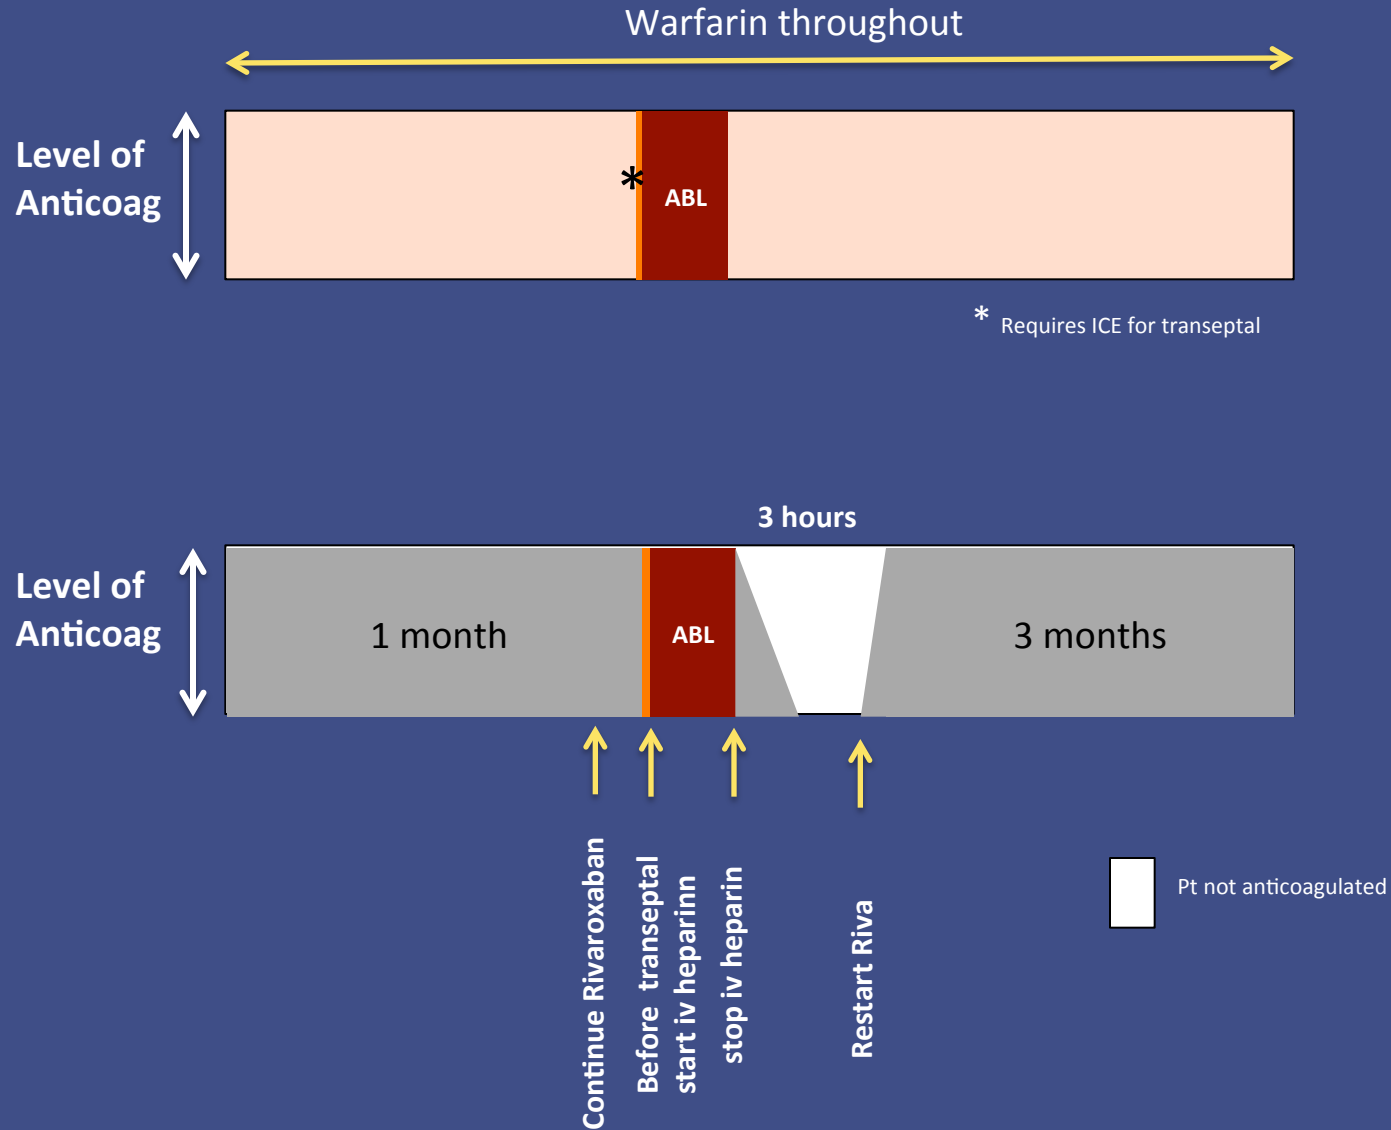 Warfarin throughout
Level of
Anticoag
*
ABL
* Requires ICE for transeptal
3 hours
Level of
Anticoag
1 month
ABL
3 months
Continue Rivaroxaban
Before transeptal
start iv heparinn
stop iv heparin
Restart Riva
Pt not anticoagulated